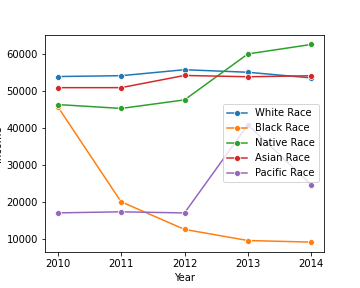 60000
50000
40000
30000
20000
10000
White Race
Black Race
Native Race
Asian Race
Pacific Race
2010 2011 2012 2013 2014
Year